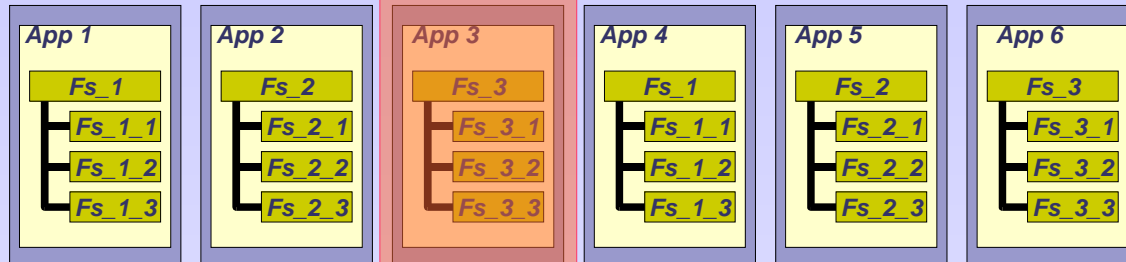 App 1
Fs_1
Fs_1_1
Fs_1_2
Fs_1_3
App 2
Fs_2
Fs_2_1
Fs_2_2
Fs_2_3
App 3
Fs_3
Fs_3_1
Fs_3_2
Fs_3_3
App 4
Fs_1
Fs_1_1
Fs_1_2
Fs_1_3
App 5
Fs_2
Fs_2_1
Fs_2_2
Fs_2_3
App 6
Fs_3
Fs_3_1
Fs_3_2
Fs_3_3